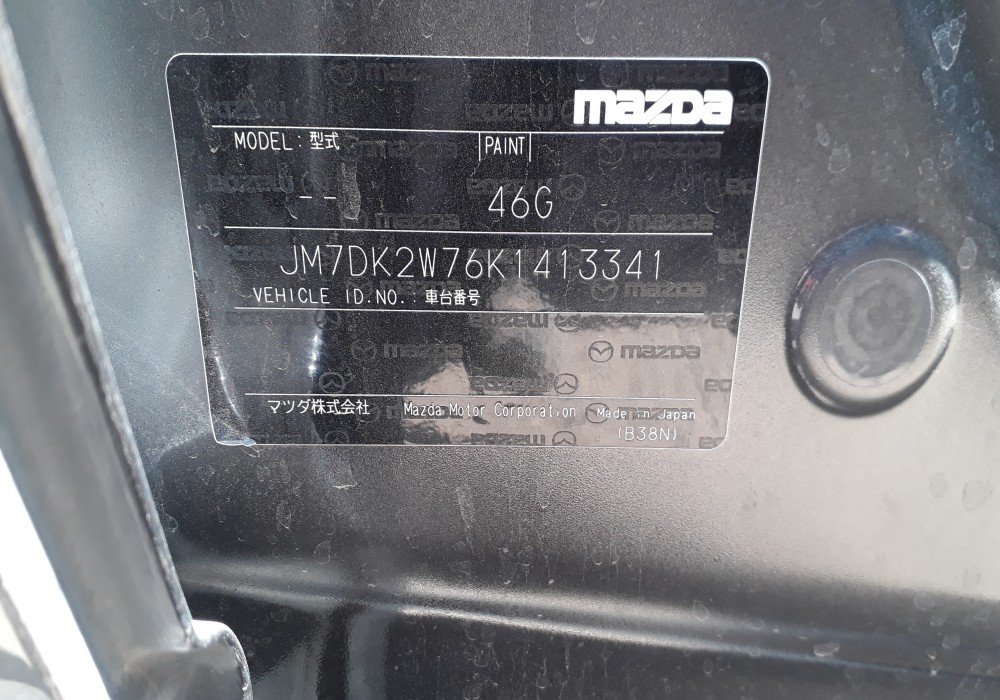 mazda
MODEL : 型式 PAINT
-- 46G
JM7DK2W76K1413341
VEHICLE ID.NO. : 車台番号
マツダ株式会社 Mazda Motor Corporation Made in Japan
(B38N)